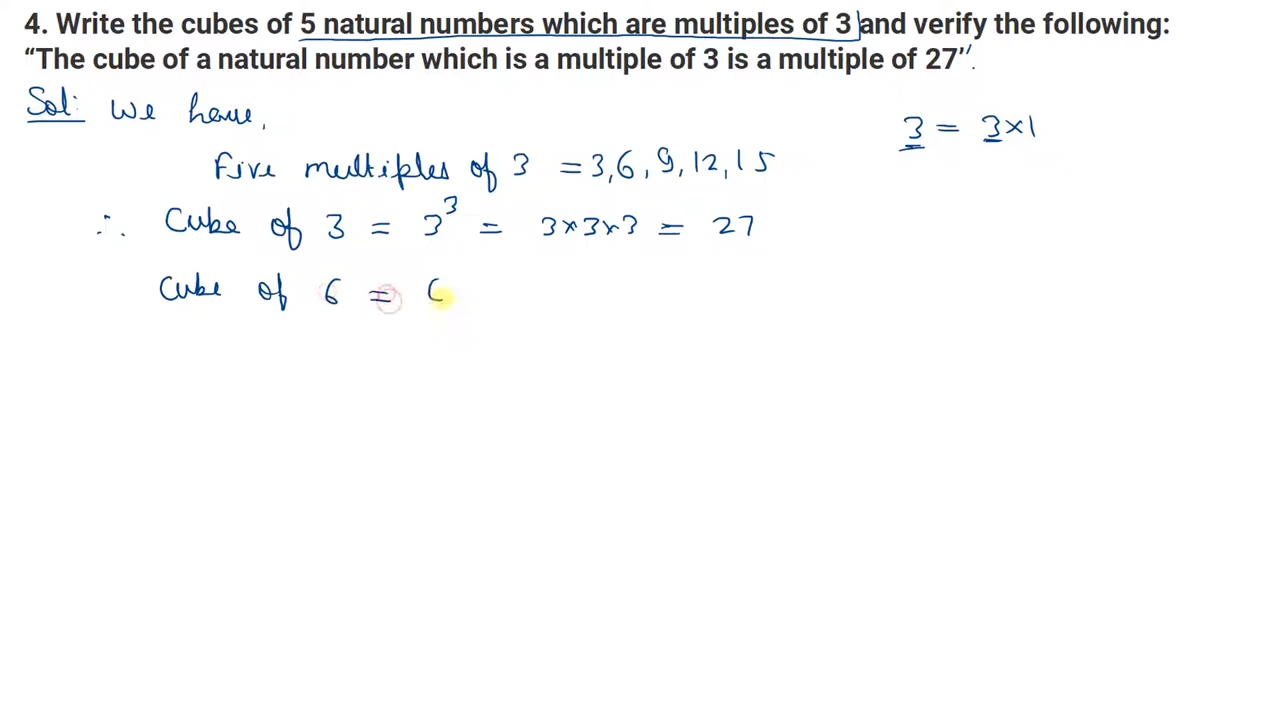 4. Write the cubes of 5 natural numbers which are multiples of 3 and verify the following:
“The cube of a natural number which is a multiple of 3 is a multiple of 27’’.
Sol: We have,
3 = 3×1
Five multiples of 3 = 3, 6, 9, 12, 15
∴ Cube of 3 = 3³ = 3×3×3 = 27
Cube of 6 =